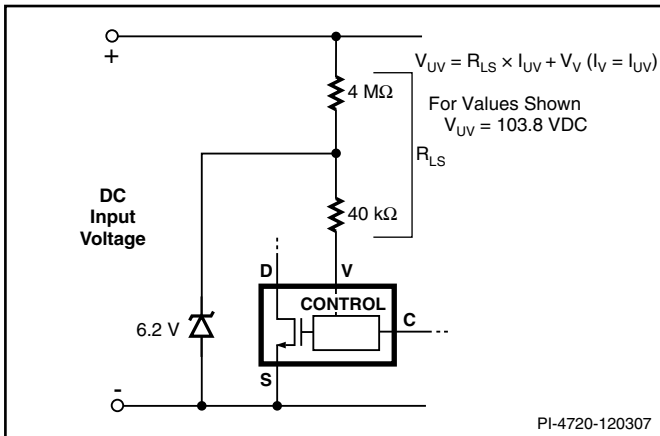 +
V_UV = R_LS × I_UV + V_V (I_V = I_UV)
4 MΩ
For Values Shown
V_UV = 103.8 VDC
R_LS
DC
Input
Voltage
40 kΩ
D
V
CONTROL
C
6.2 V
S
-
PI-4720-120307